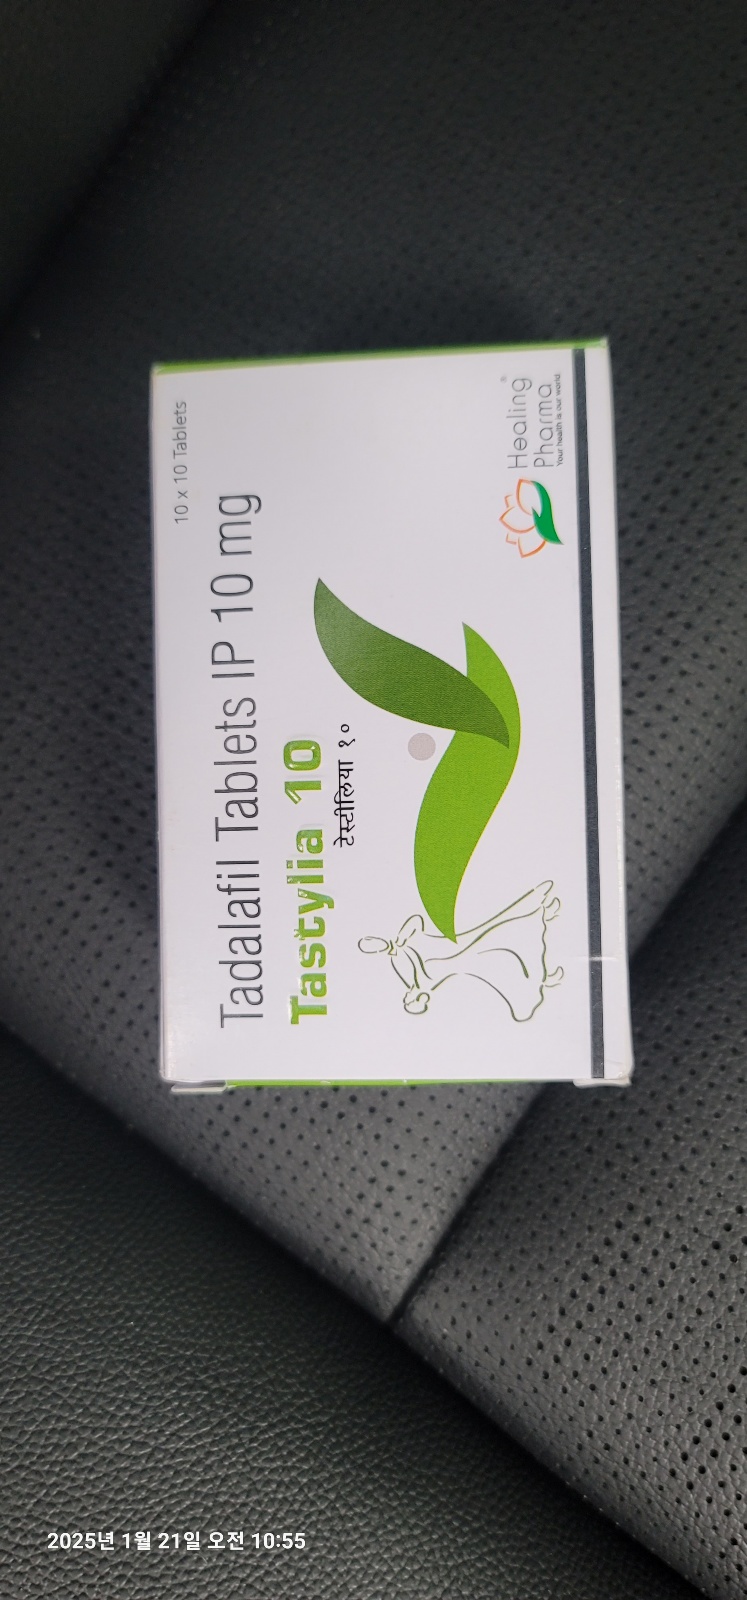 10 x 10 Tablets
Tadalafil Tablets IP 10 mg
Tastylia 10
टेस्टीलिया १०
Healing®
Pharma
Your health is our world.
2025년 1월 21일 오전 10:55